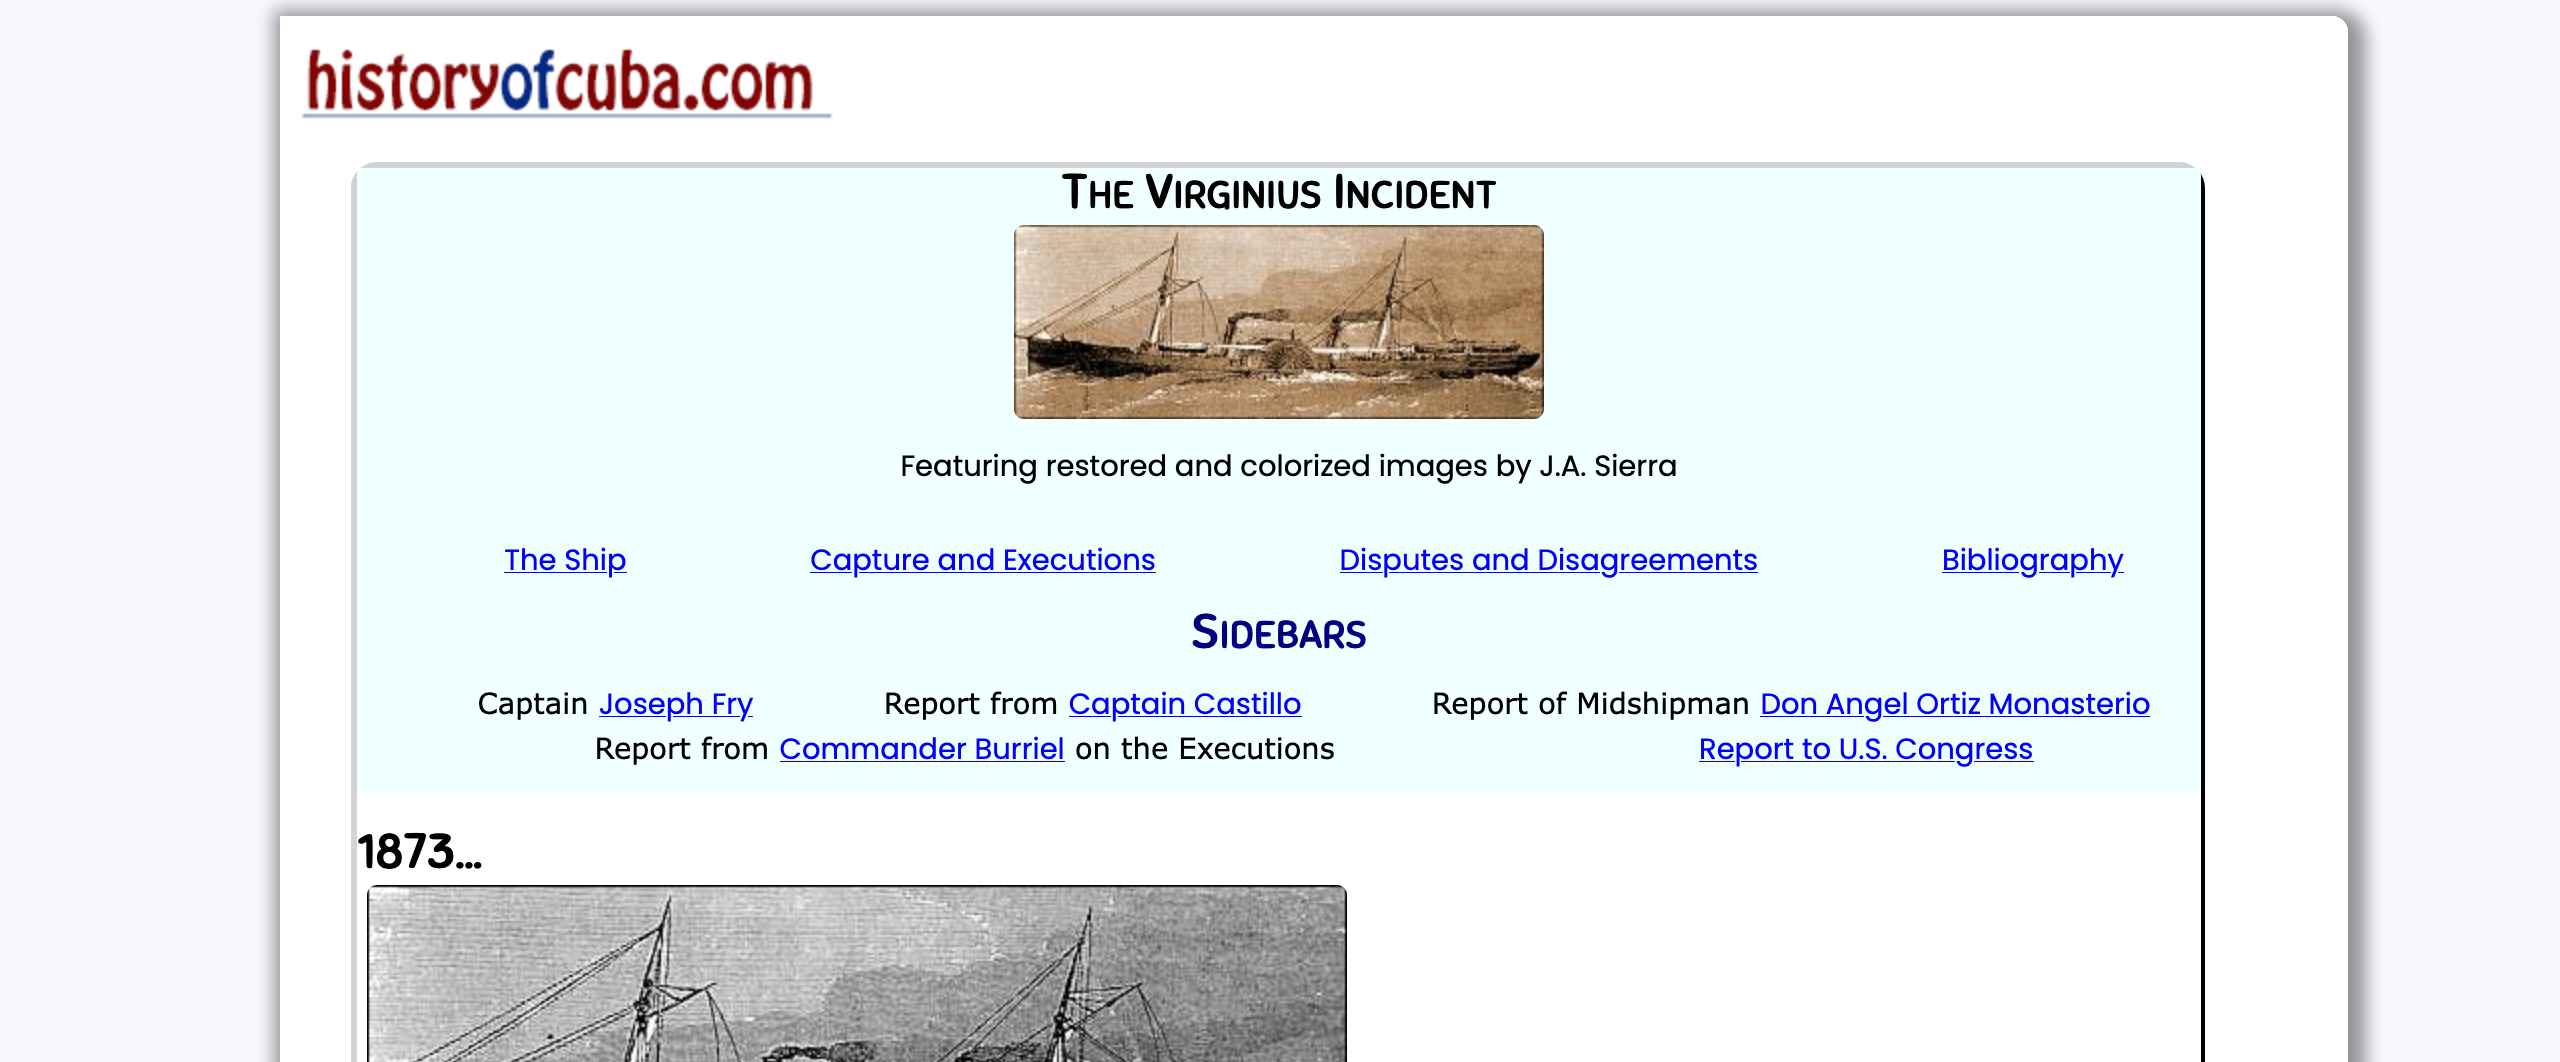 historyofcuba.com
The Virginius Incident
Featuring restored and colorized images by J.A. Sierra
The Ship Capture and Executions Disputes and Disagreements Bibliography
Sidebars
Captain Joseph Fry Report from Captain Castillo Report of Midshipman Don Angel Ortiz Monasterio
Report from Commander Burriel on the Executions Report to U.S. Congress
1873...